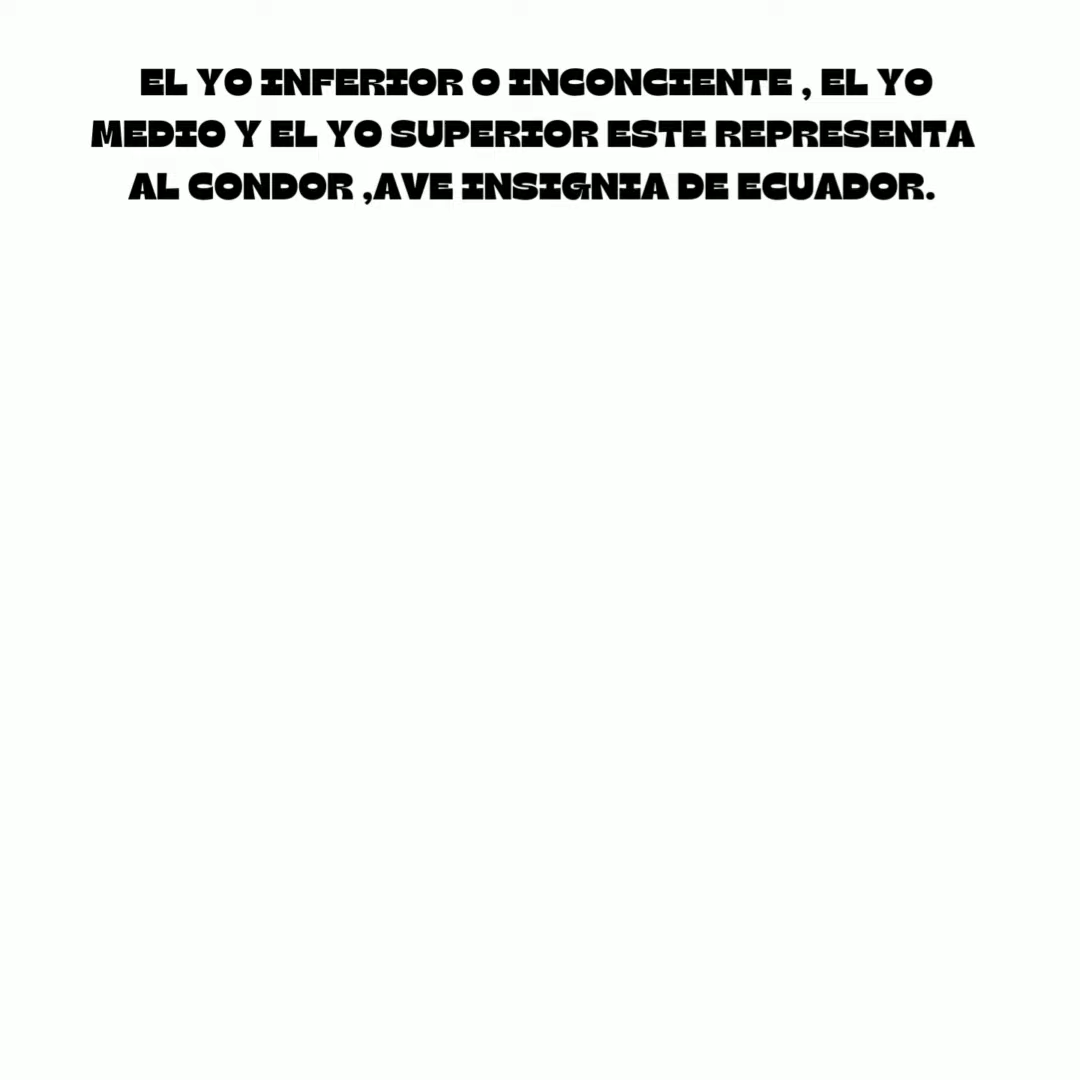 EL YO INFERIOR O INCONCIENTE , EL YO
MEDIO Y EL YO SUPERIOR ESTE REPRESENTA
AL CONDOR ,AVE INSIGNIA DE ECUADOR.